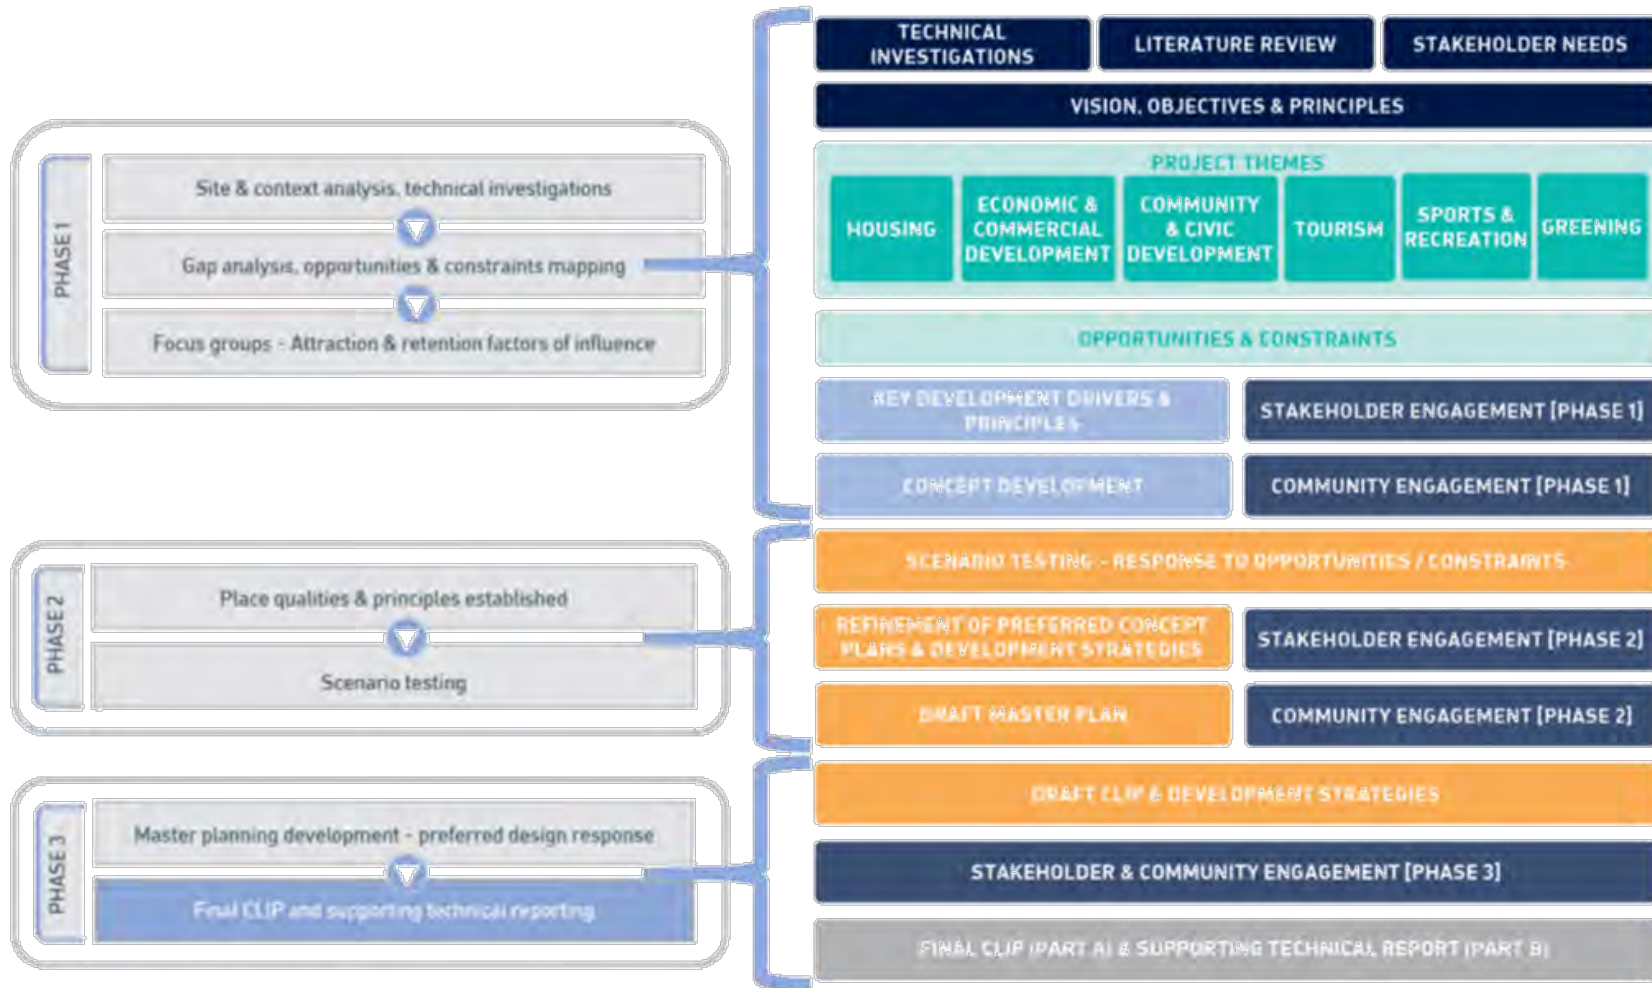 PHASE 1
Site & context analysis, technical investigations
Gap analysis, opportunities & constraints mapping
Focus groups - Attraction & retention factors of influence
TECHNICAL
INVESTIGATIONS
LITERATURE REVIEW
STAKEHOLDER NEEDS
VISION, OBJECTIVES & PRINCIPLES
PROJECT THEMES
HOUSING
ECONOMIC &
COMMERCIAL
DEVELOPMENT
COMMUNITY
& CIVIC
DEVELOPMENT
TOURISM
SPORTS &
RECREATION
GREENING
OPPORTUNITIES & CONSTRAINTS
KEY DEVELOPMENT DRIVERS &
PRINCIPLES
STAKEHOLDER ENGAGEMENT [PHASE 1]
CONCEPT DEVELOPMENT
COMMUNITY ENGAGEMENT [PHASE 1]
PHASE 2
Place qualities & principles established
Scenario testing
SCENARIO TESTING - RESPONSE TO OPPORTUNITIES / CONSTRAINTS
REFINEMENT OF PREFERRED CONCEPT
PLANS & DEVELOPMENT STRATEGIES
STAKEHOLDER ENGAGEMENT [PHASE 2]
DRAFT MASTER PLAN
COMMUNITY ENGAGEMENT [PHASE 2]
PHASE 3
Master planning development - preferred design response
Final CLIP and supporting technical reporting
DRAFT CLIP & DEVELOPMENT STRATEGIES
STAKEHOLDER & COMMUNITY ENGAGEMENT [PHASE 3]
FINAL CLIP (PART A) & SUPPORTING TECHNICAL REPORT (PART B)